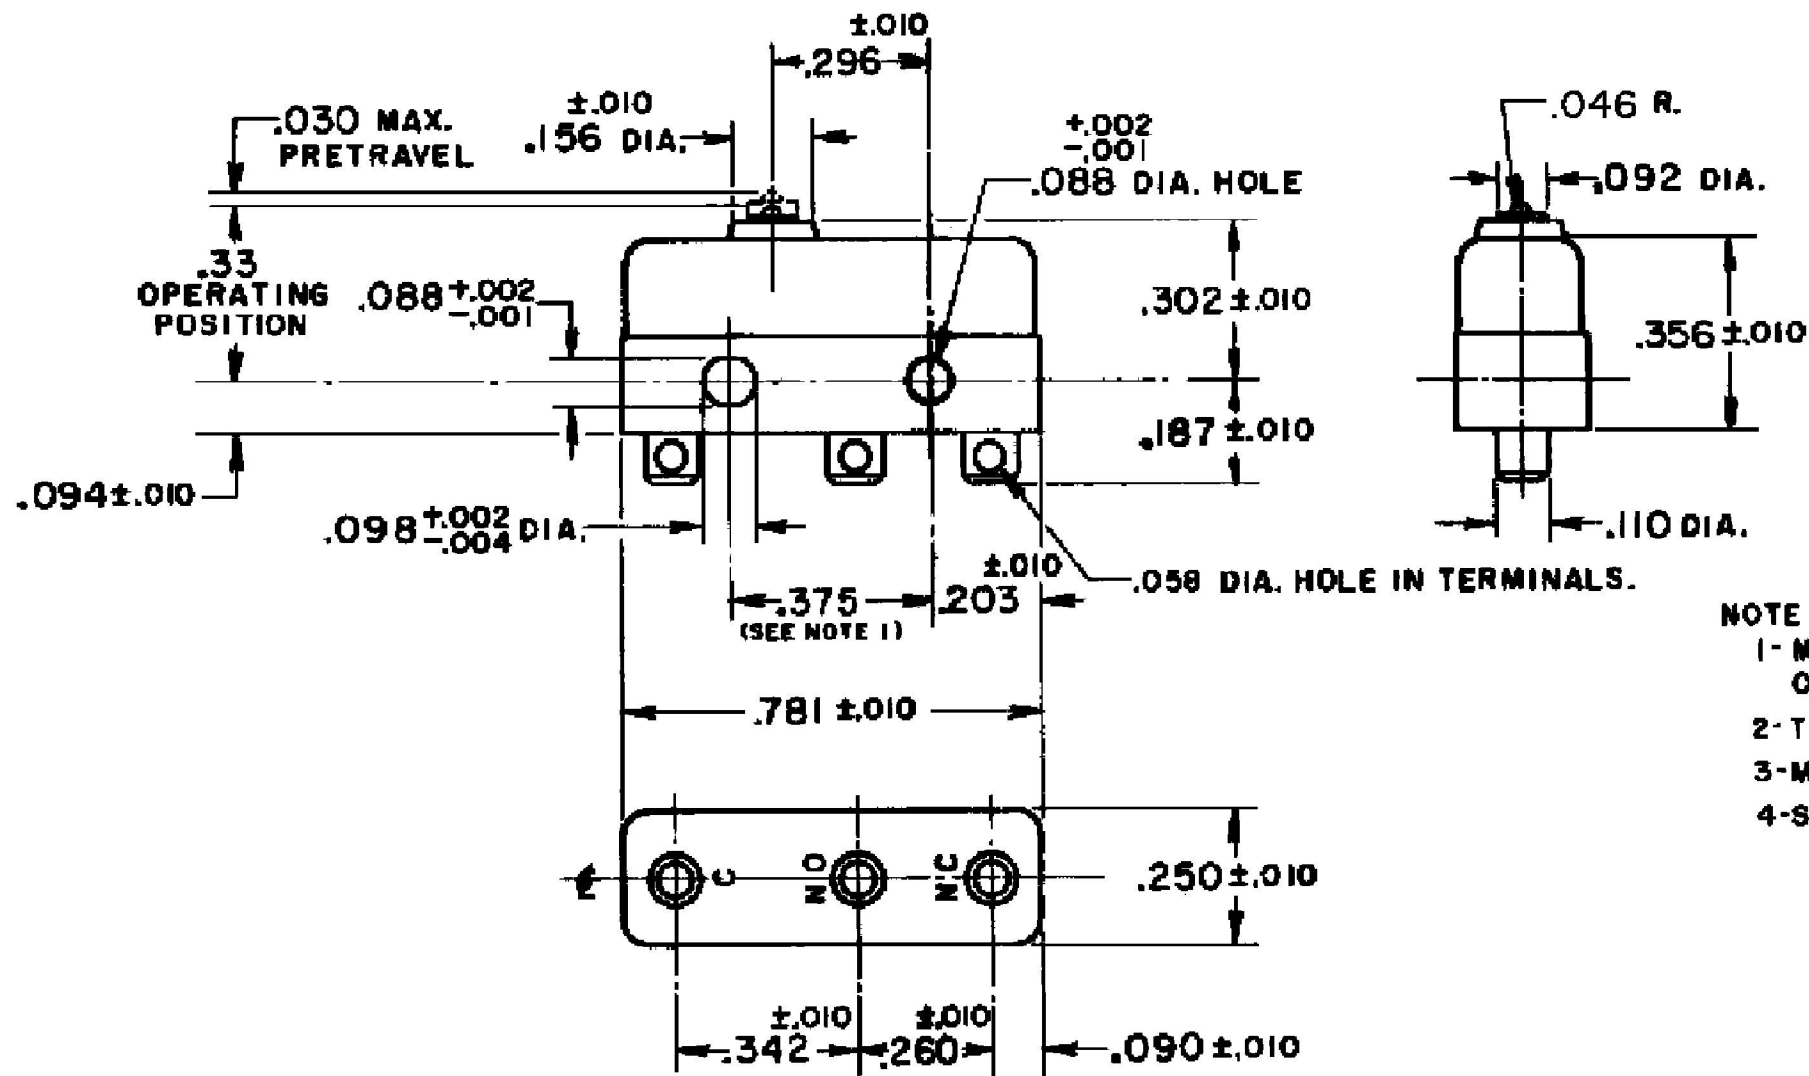 ±.010
.296
.030 MAX.
PRETRAVEL
±.010
.156 DIA.
+.002
-.001
.088 DIA. HOLE
.046 R.
.092 DIA.
.33
OPERATING
POSITION
.088 +.002
-.001
.302 ±.010
.356 ±.010
.187 ±.010
.094 ±.010
.098 +.002
-.004 DIA.
.110 DIA.
±.010
.058 DIA. HOLE IN TERMINALS.
.375
.203
(SEE NOTE 1)
NOTE
1-
2-T
3-M
4-S
.781 ±.010
C
NO
NC
.250 ±.010
±.010
.342
±.010
.260
.090 ±.010